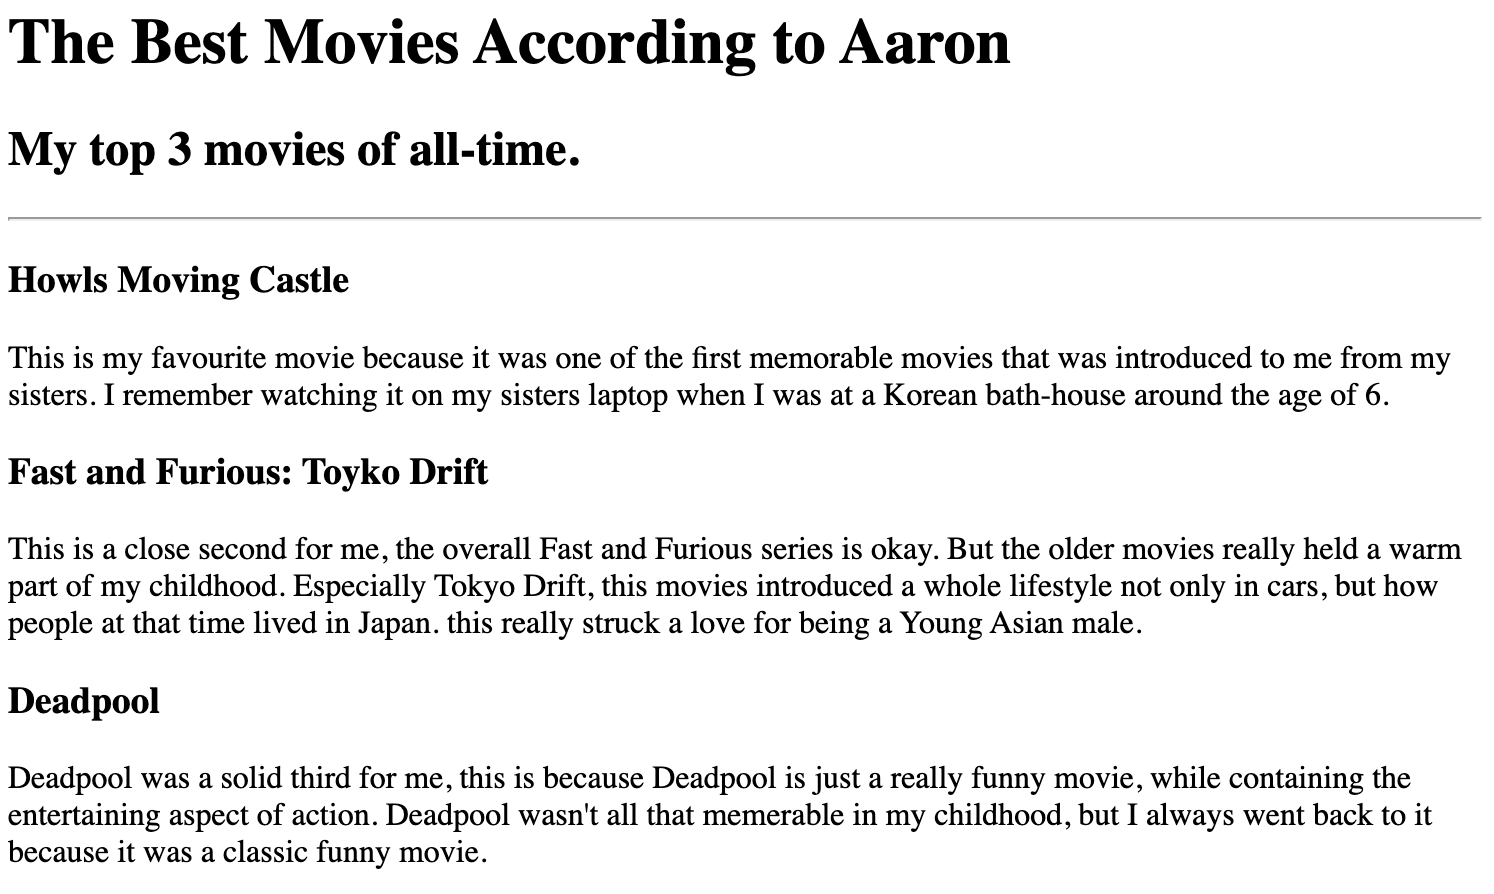 The Best Movies According to Aaron
My top 3 movies of all-time.
Howls Moving Castle
This is my favourite movie because it was one of the first memorable movies that was introduced to me from my
sisters. I remember watching it on my sisters laptop when I was at a Korean bath-house around the age of 6.
Fast and Furious: Toyko Drift
This is a close second for me, the overall Fast and Furious series is okay. But the older movies really held a warm
part of my childhood. Especially Tokyo Drift, this movies introduced a whole lifestyle not only in cars, but how
people at that time lived in Japan. this really struck a love for being a Young Asian male.
Deadpool
Deadpool was a solid third for me, this is because Deadpool is just a really funny movie, while containing the
entertaining aspect of action. Deadpool wasn't all that memerable in my childhood, but I always went back to it
because it was a classic funny movie.